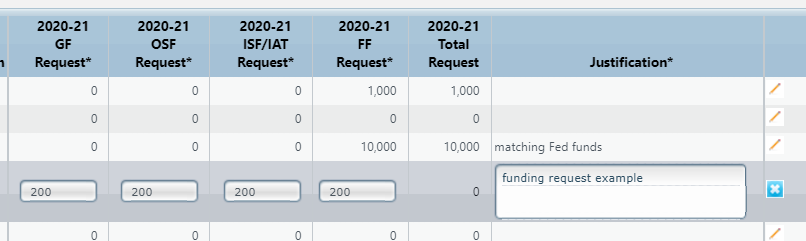 2020-21 2020-21 2020-21 2020-21 2020-21
GF OSF ISF/IAT FF Total
n Request* Request* Request* Request* Request Justification*
0 0 0 1,000 1,000
0 0 0 0 0
0 0 0 10,000 10,000 matching Fed funds
200 200 200 200 0 funding request example
0 0 0 0 0